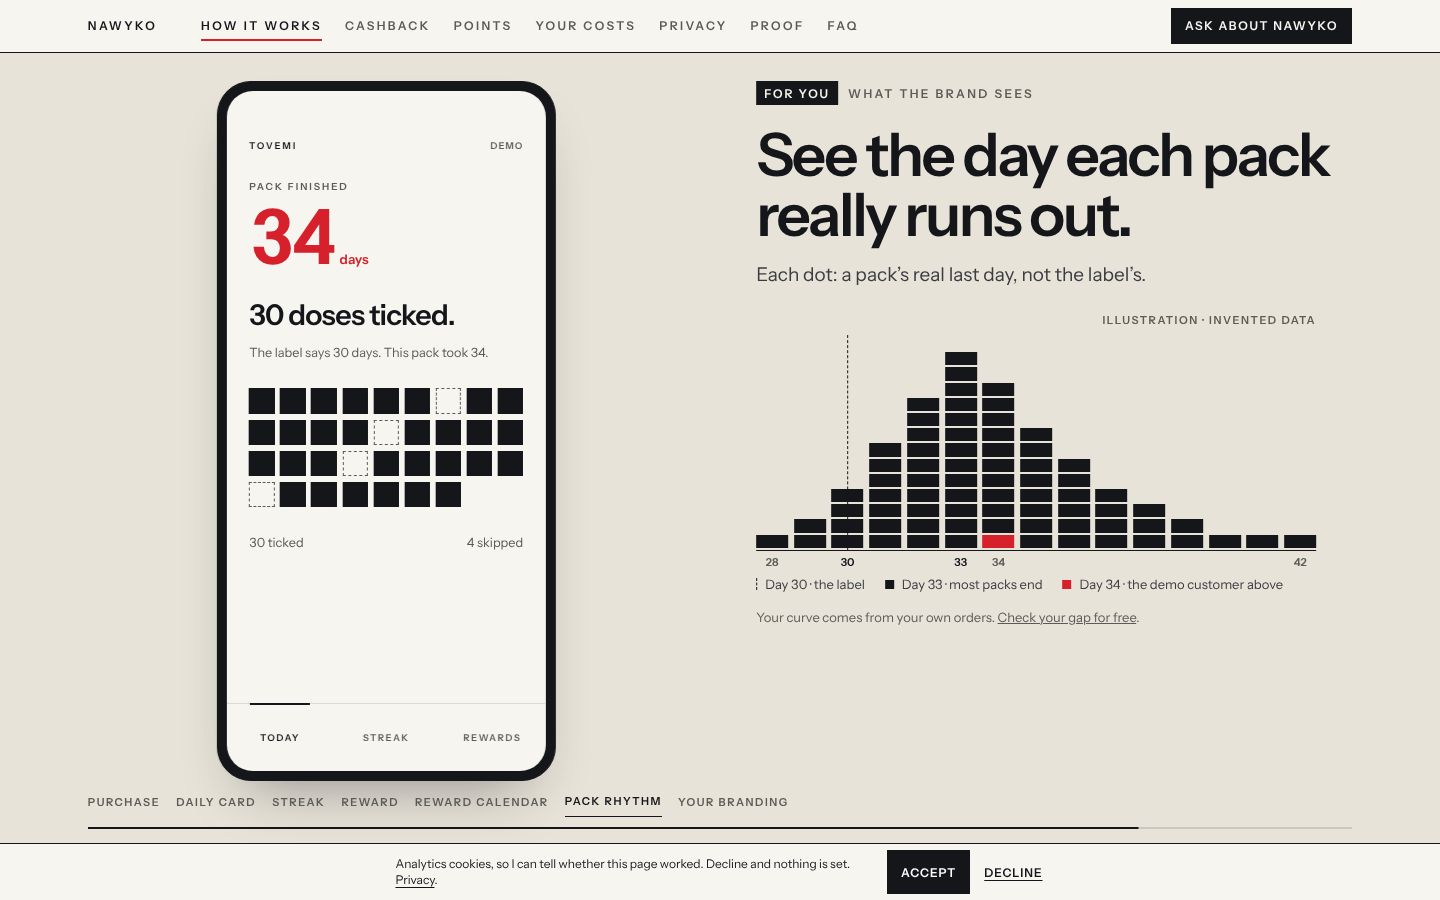 NAWYKO
HOW IT WORKS
CASHBACK
POINTS
YOUR COSTS
PRIVACY
PROOF
FAQ
ASK ABOUT NAWYKO
TOVEMI
DEMO
PACK FINISHED
34 days
30 doses ticked.
The label says 30 days. This pack took 34.
30 ticked
4 skipped
TODAY
STREAK
REWARDS
FOR YOU
WHAT THE BRAND SEES
See the day each pack
really runs out.
Each dot: a pack’s real last day, not the label’s.
ILLUSTRATION · INVENTED DATA
28
30
33
34
42
Day 30 · the label
Day 33 · most packs end
Day 34 · the demo customer above
Your curve comes from your own orders. Check your gap for free.
PURCHASE
DAILY CARD
STREAK
REWARD
REWARD CALENDAR
PACK RHYTHM
YOUR BRANDING
Analytics cookies, so I can tell whether this page worked. Decline and nothing is set.
Privacy.
ACCEPT
DECLINE